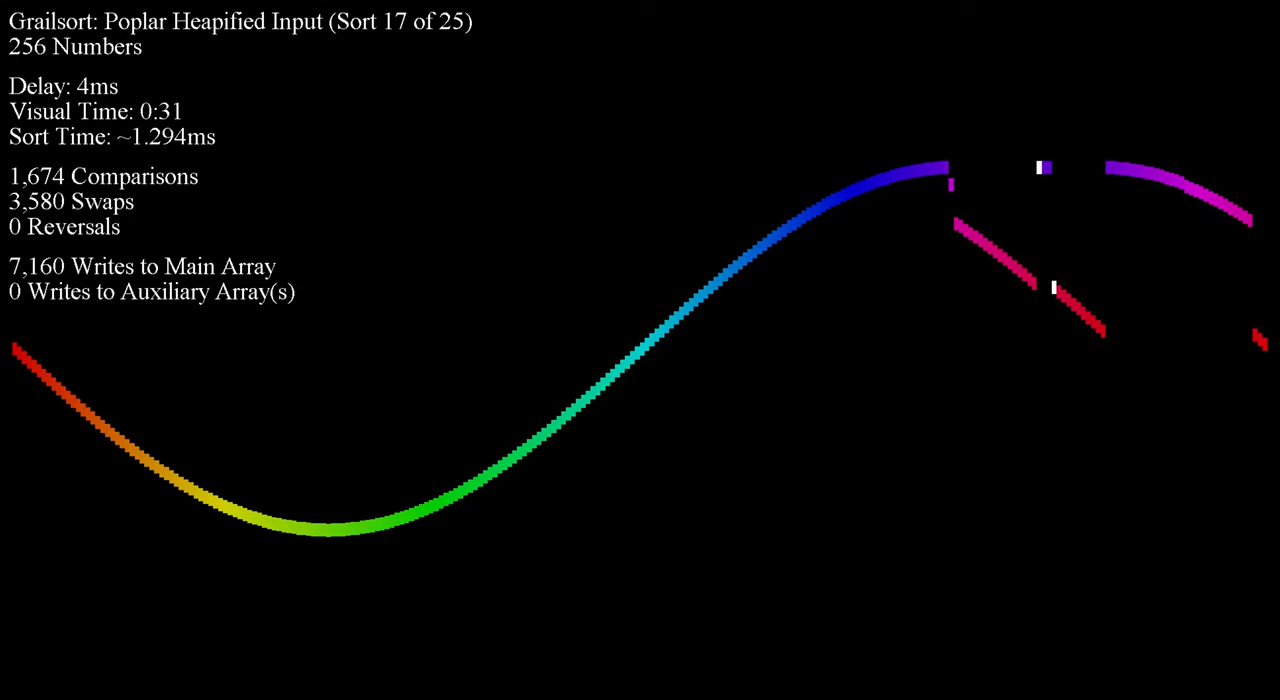 Grailsort: Poplar Heapified Input (Sort 17 of 25)
256 Numbers
Delay: 4ms
Visual Time: 0:31
Sort Time: ~1.294ms
1,674 Comparisons
3,580 Swaps
0 Reversals
7,160 Writes to Main Array
0 Writes to Auxiliary Array(s)